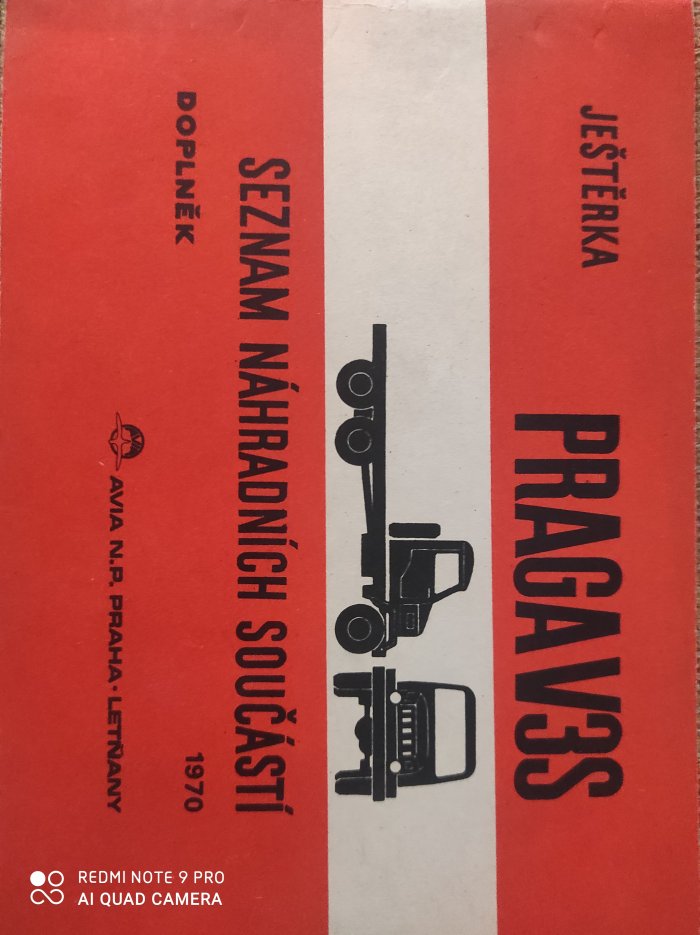 JEŠTĚRKA
PRAGA V3S
SEZNAM NÁHRADNÍCH SOUČÁSTÍ
DOPLNĚK
1970
AVIA N.P. PRAHA • LETŇANY
REDMI NOTE 9 PRO
AI QUAD CAMERA